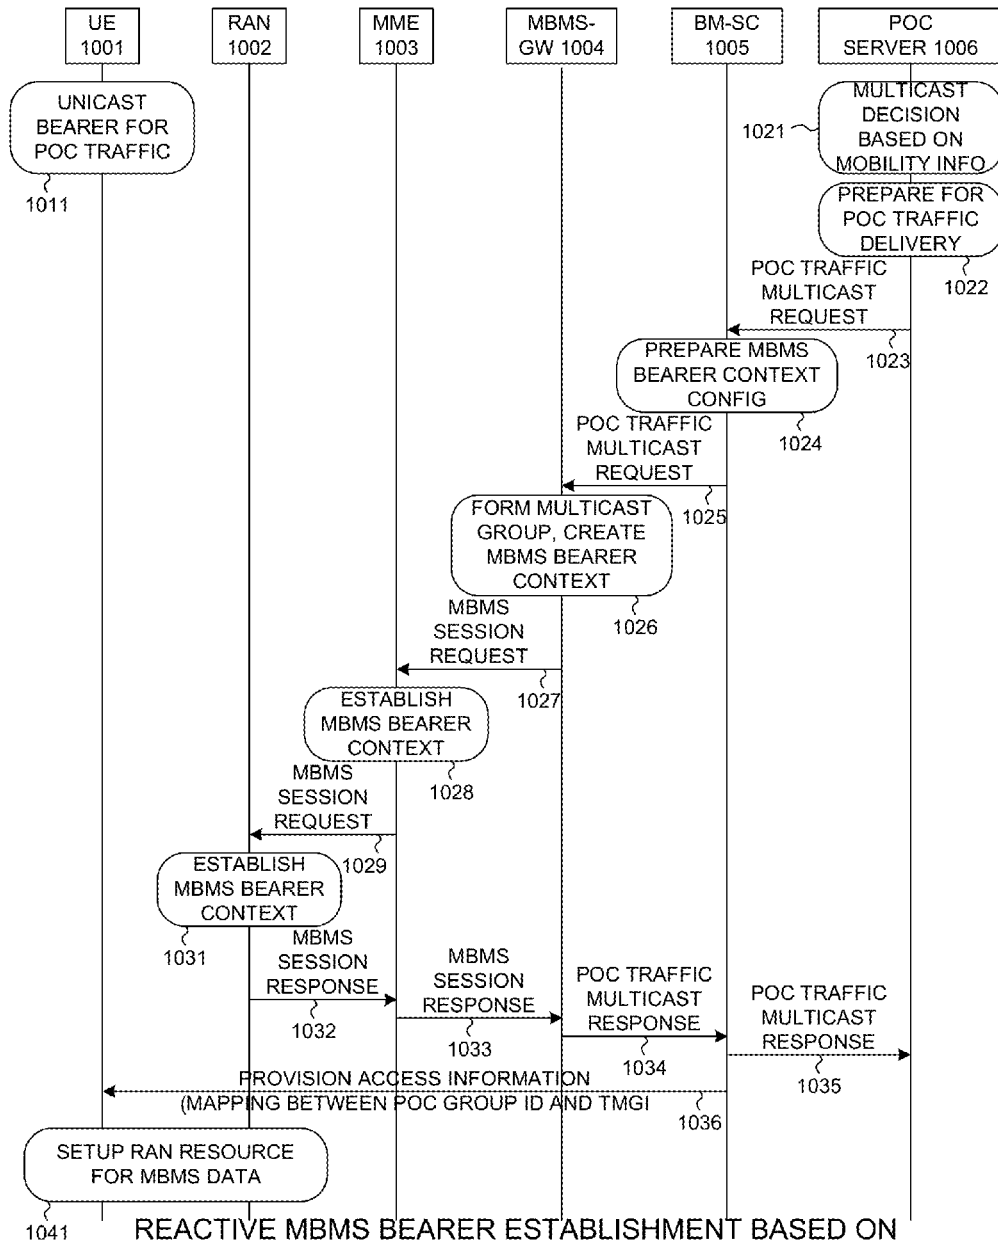 UE
1001
RAN
1002
MME
1003
MBMS-
GW 1004
BM-SC
1005
POC
SERVER 1006
UNICAST
BEARER FOR
POC TRAFFIC
1011
MULTICAST
DECISION
BASED ON
MOBILITY INFO
1021
PREPARE FOR
POC TRAFFIC
DELIVERY
1022
POC TRAFFIC
MULTICAST
REQUEST
1023
PREPARE MBMS
BEARER CONTEXT
CONFIG
1024
POC TRAFFIC
MULTICAST
REQUEST
1025
FORM MULTICAST
GROUP, CREATE
MBMS BEARER
CONTEXT
1026
MBMS
SESSION
REQUEST
1027
ESTABLISH
MBMS BEARER
CONTEXT
1028
MBMS
SESSION
REQUEST
1029
ESTABLISH
MBMS BEARER
CONTEXT
1031
MBMS
SESSION
RESPONSE
1032
MBMS
SESSION
RESPONSE
1033
POC TRAFFIC
MULTICAST
RESPONSE
1034
POC TRAFFIC
MULTICAST
RESPONSE
1035
PROVISION ACCESS INFORMATION
(MAPPING BETWEEN POC GROUP ID AND TMGI
1036
SETUP RAN RESOURCE
FOR MBMS DATA
1041
REACTIVE MBMS BEARER ESTABLISHMENT BASED ON